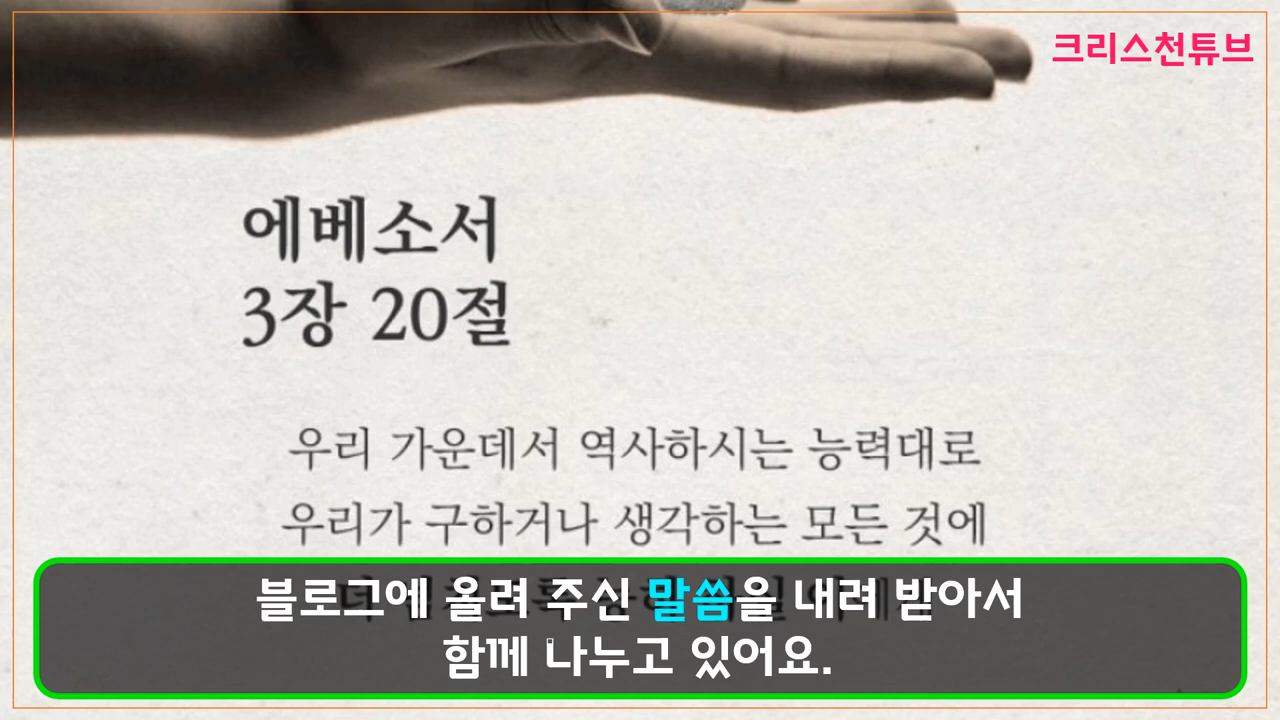 크리스천튜브
에베소서
3장 20절
우리 가운데서 역사하시는 능력대로
우리가 구하거나 생각하는 모든 것에
블로그에 올려 주신 말씀을 내려 받아서
함께 나누고 있어요.